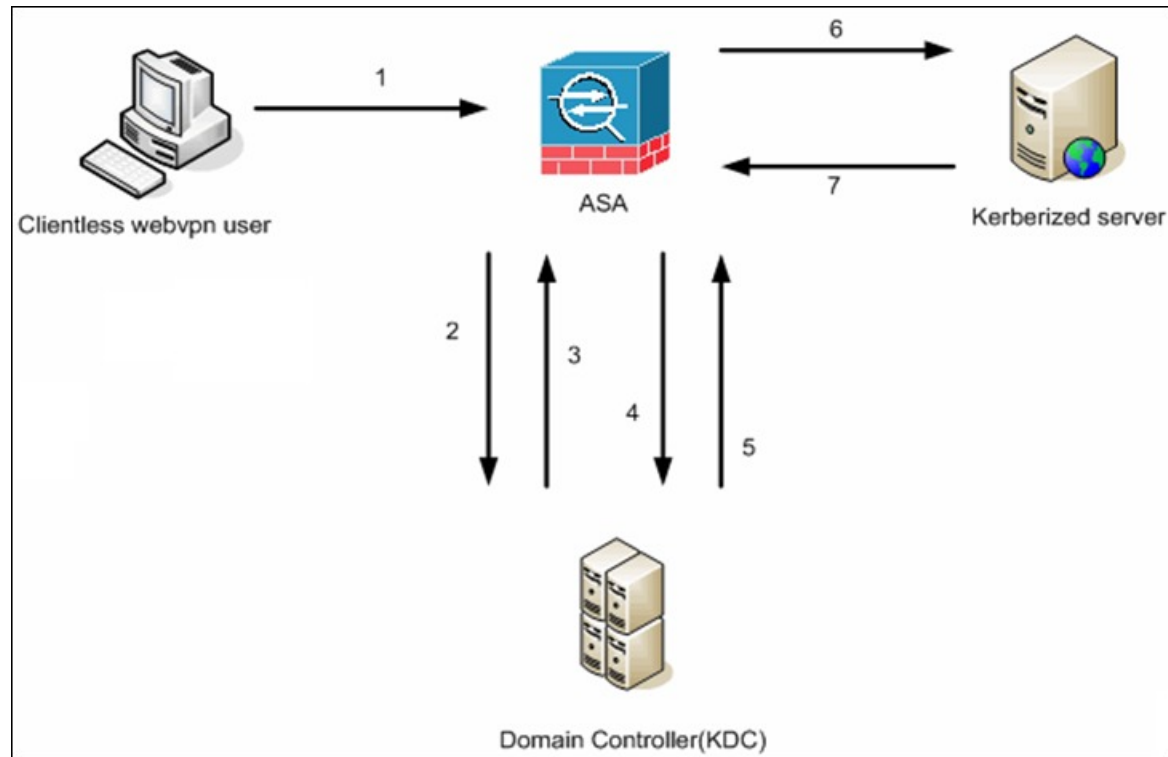 6
1
ASA
7
Clientless webvpn user
Kerberized server
2
3
4
5
Domain Controller(KDC)